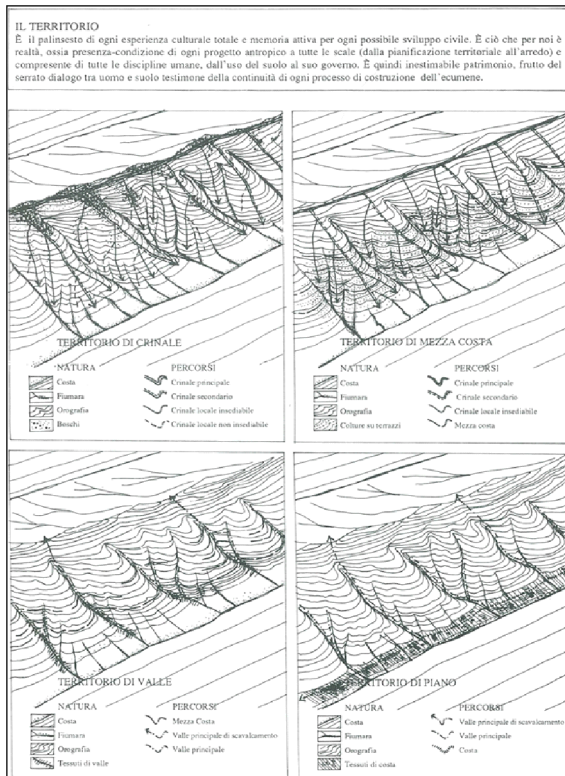 IL TERRITORIO
È il palinsesto di ogni esperienza culturale totale e memoria attiva per ogni possibile sviluppo civile. È ciò che per noi è
realtà, ossia presenza-condizione di ogni progetto antropico a tutte le scale (dalla pianificazione territoriale all'arredo) e
compresente di tutte le discipline umane, dall'uso del suolo al suo governo. È quindi inestimabile patrimonio, frutto del
serrato dialogo tra uomo e suolo testimone della continuità di ogni processo di costruzione dell'ecumene.
TERRITORIO DI CRINALE
NATURA
Costa
Fiumara
Orografia
Boschi
PERCORSI
Crinale principale
Crinale secondario
Crinale locale insediabile
Crinale locale non insediabile
TERRITORIO DI MEZZA COSTA
NATURA
Costa
Fiumara
Orografia
Colture su terrazzi
PERCORSI
Crinale principale
Crinale secondario
Crinale locale insediabile
Mezza costa
TERRITORIO DI VALLE
NATURA
Costa
Fiumara
Orografia
Tessuti di valle
PERCORSI
Mezza Costa
Valle principale di scavalcamento
Valle principale
TERRITORIO DI PIANO
NATURA
Costa
Fiumara
Orografia
Tessuti di costa
PERCORSI
Valle principale di scavalcamento
Valle principale
Costa